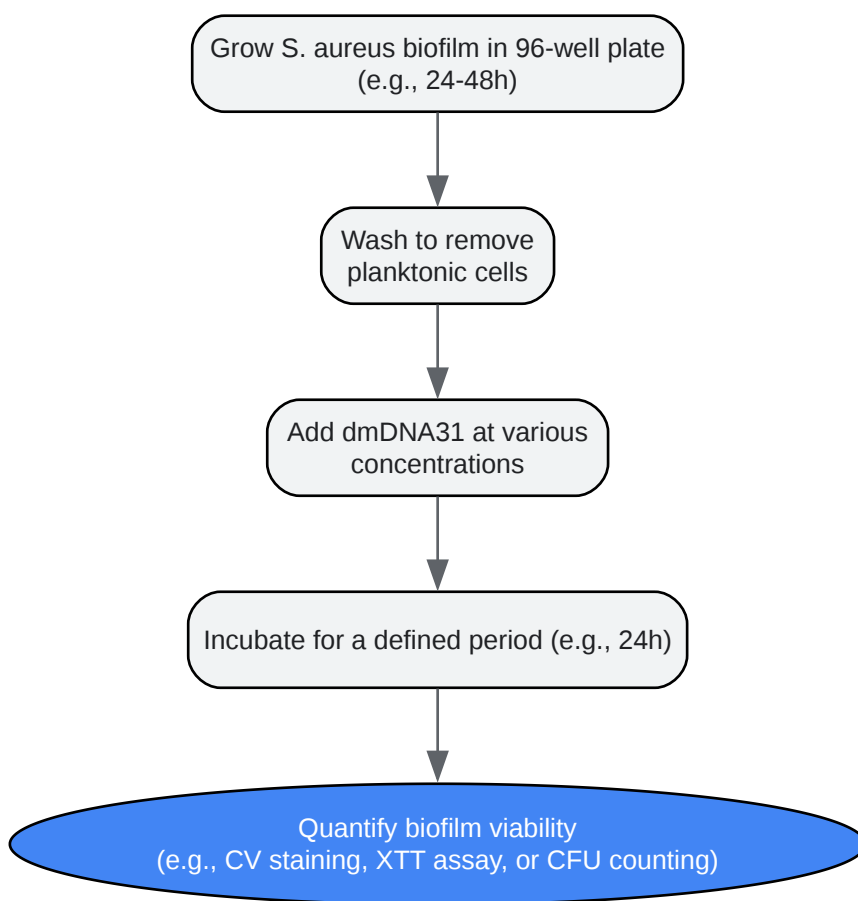 Grow S. aureus biofilm in 96-well plate
(e.g., 24-48h)
Wash to remove
planktonic cells
Add dmDNA31 at various
concentrations
Incubate for a defined period (e.g., 24h)
Quantify biofilm viability
(e.g., CV staining, XTT assay, or CFU counting)